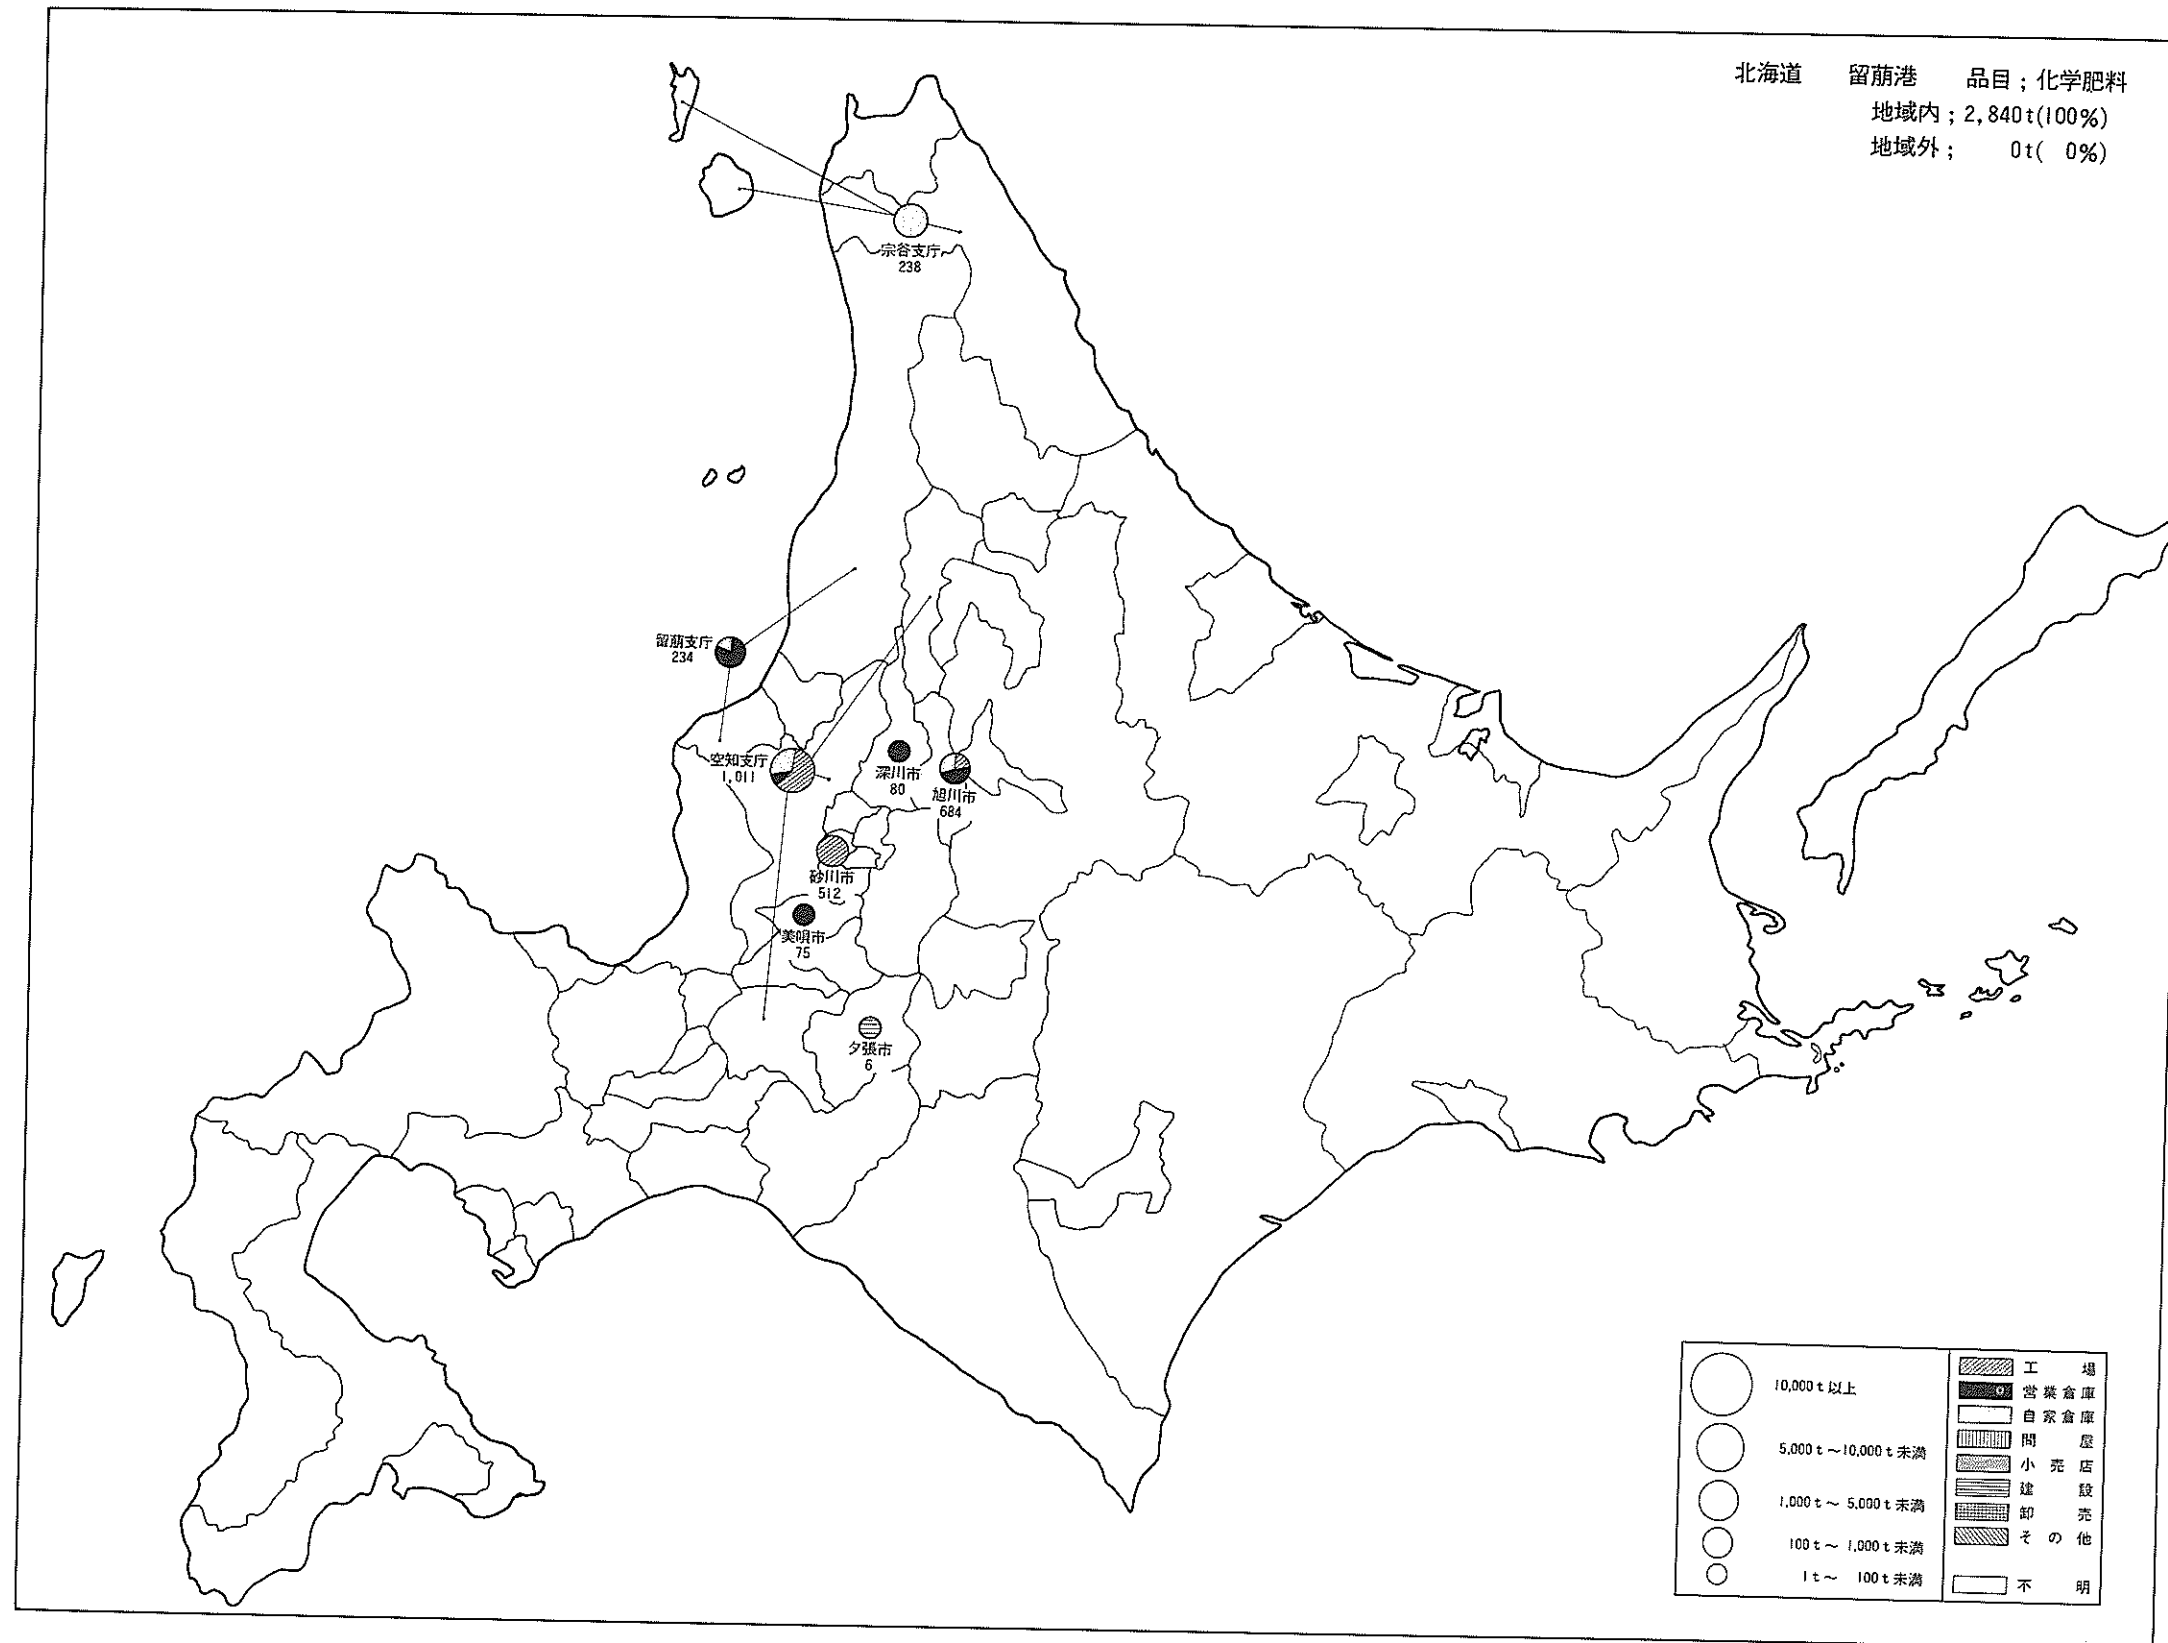 北海道 留萠港 品目;化学肥料
地域内;2,840t(100%)
地域外; 0t( 0%)
宗谷支庁
238
留萠支庁
234
空知支庁
1,011
深川市
80
旭川市
684
砂川市
512
美唄市
75
夕張市
6
10,000t以上
5,000t~10,000t未満
1,000t~5,000t未満
100t~1,000t未満
1t~ 100t未満
工場
営業倉庫
自家倉庫
問屋
小売店
建設
卸売
その他
不明